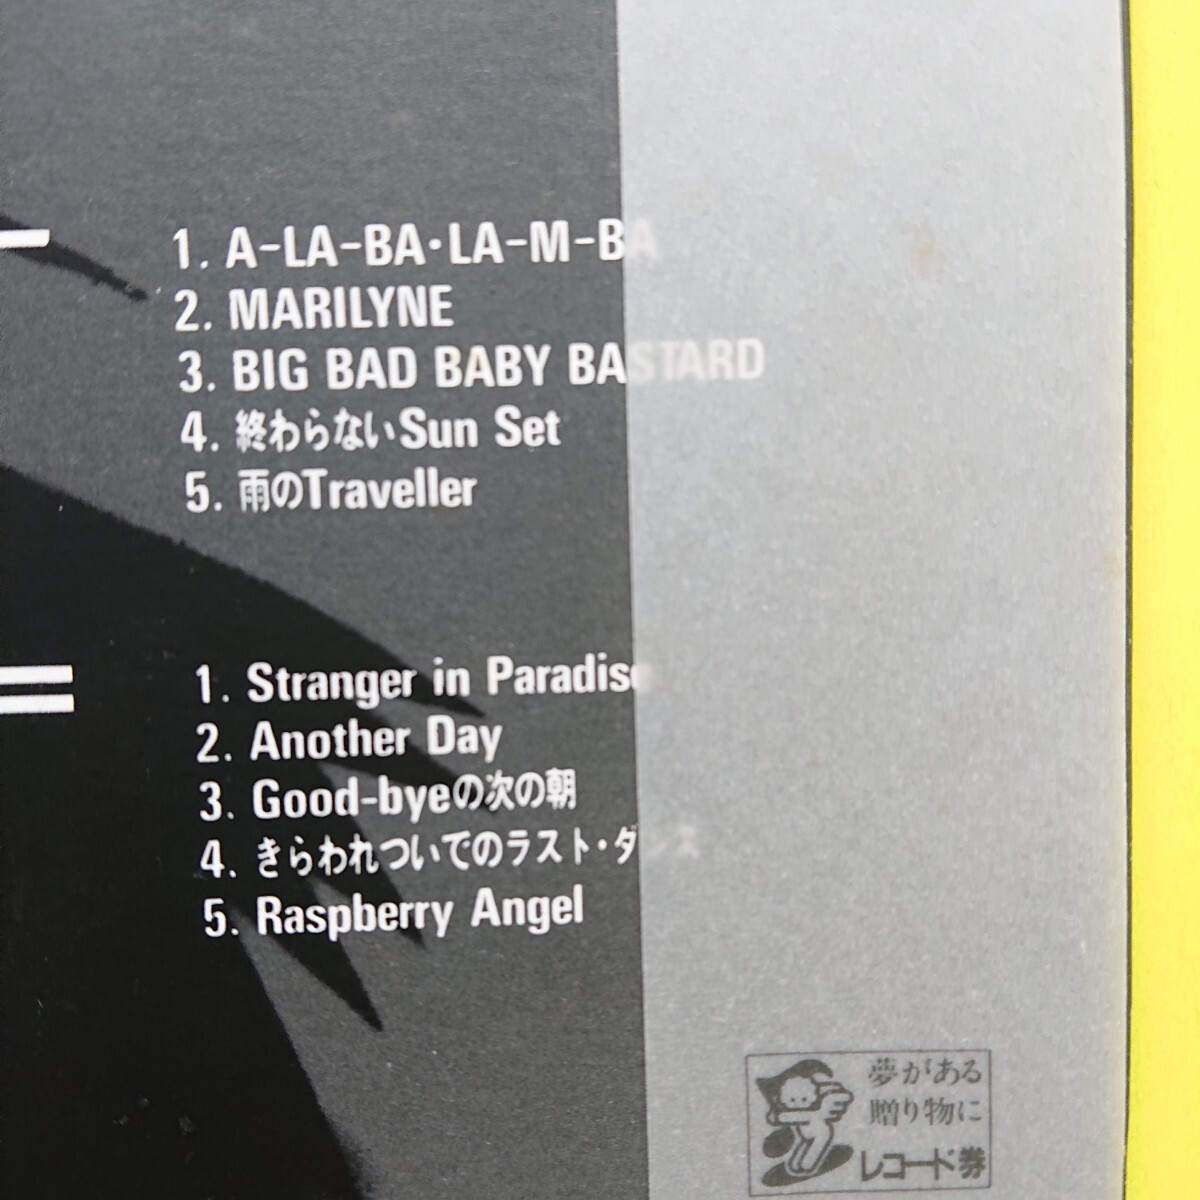 1. A-LA-BA・LA-M-BA
2. MARILYNE
3. BIG BAD BABY BASTARD
4. 終わらないSun Set
5. 雨のTraveller
1. Stranger in Paradise
2. Another Day
3. Good-byeの次の朝
4. きらわれついでのラスト・ダンス
5. Raspberry Angel
夢がある
贈り物に
レコード券